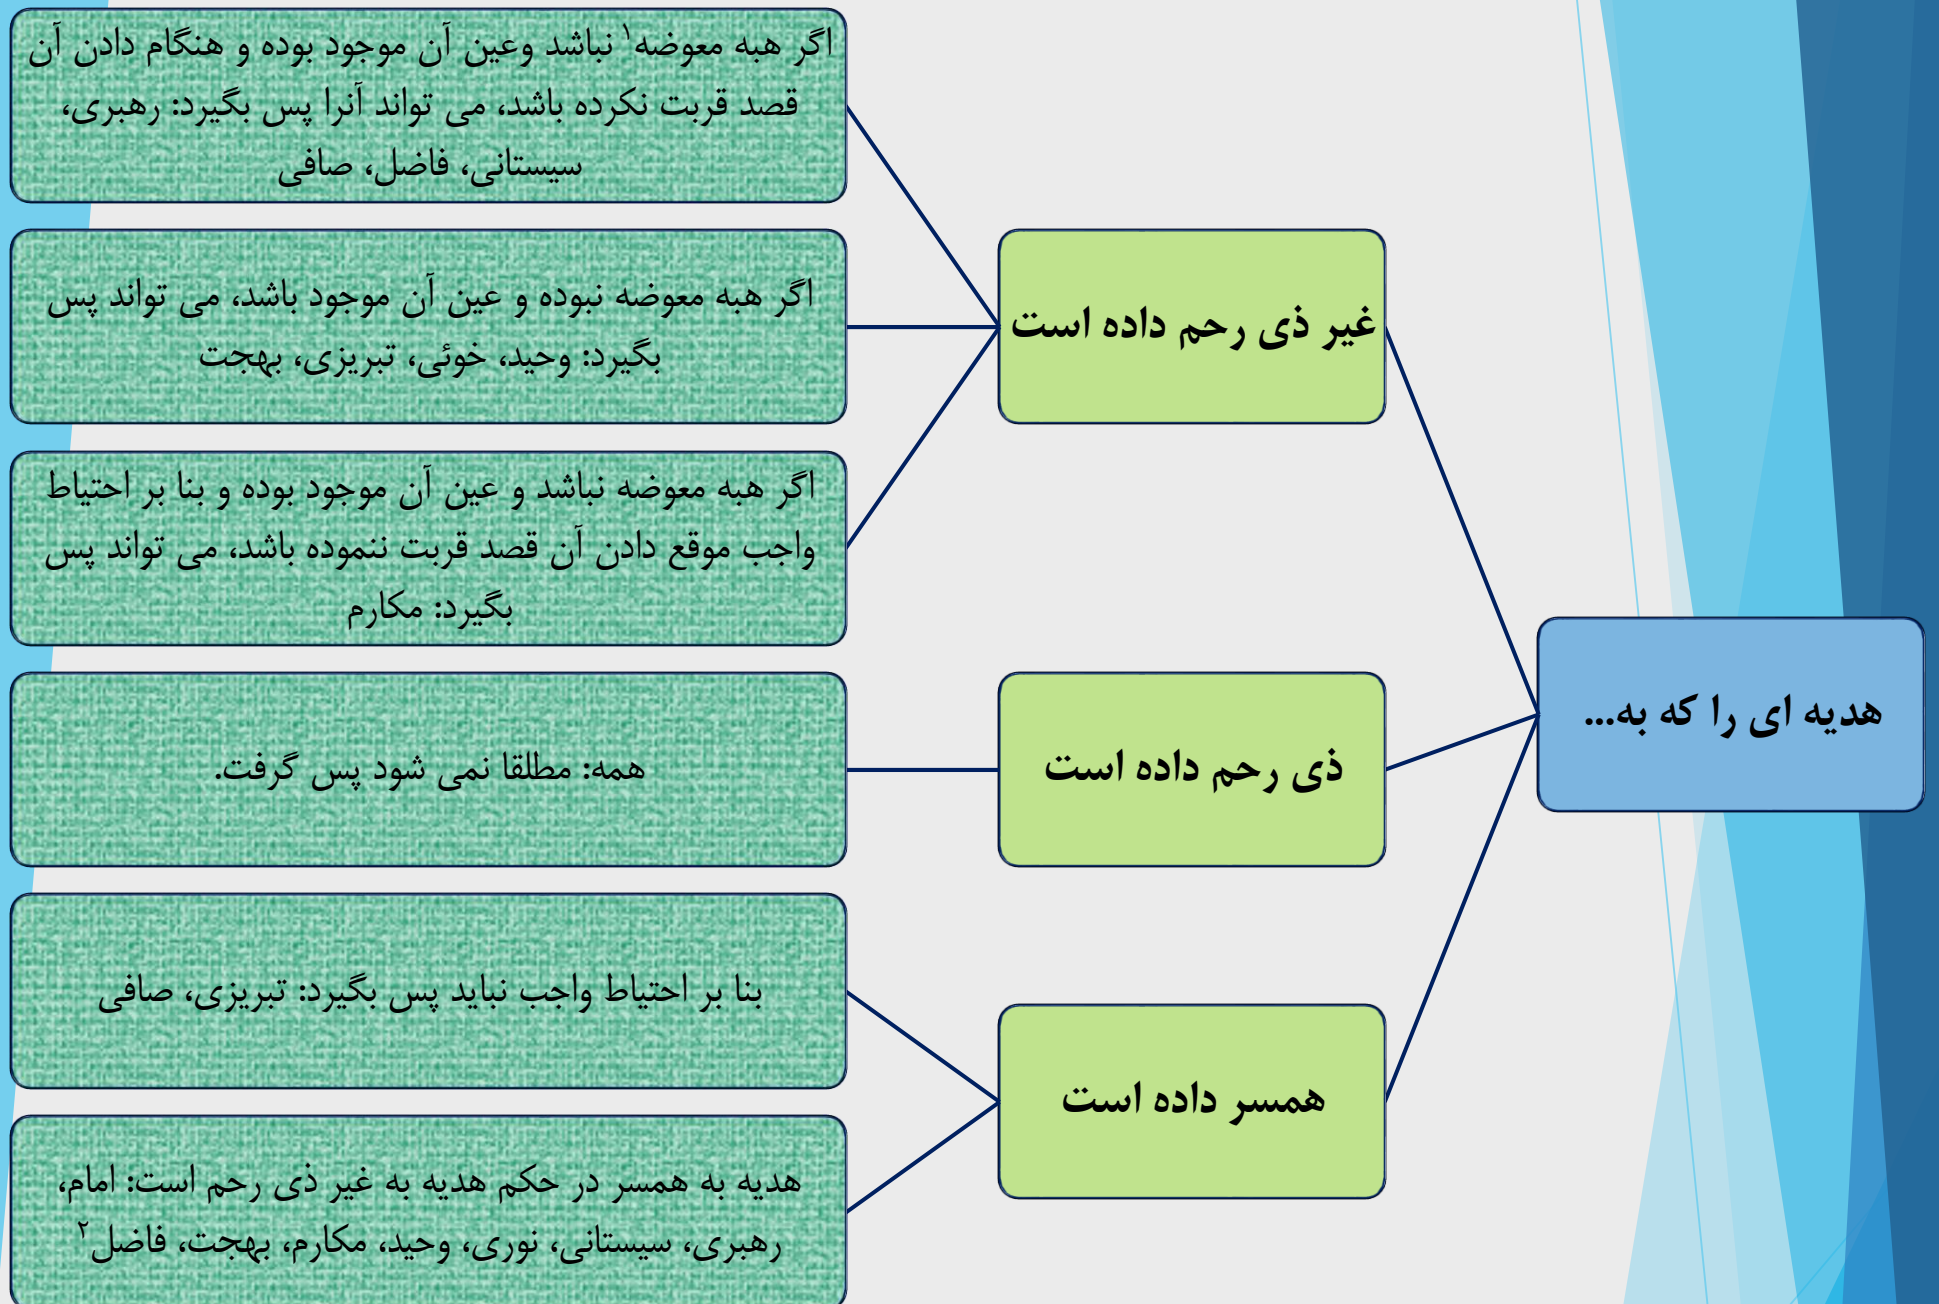 هدیه ای را که به...
غیر ذی رحم داده است
اگر هبه معوضه۱ نباشد وعین آن موجود بوده و هنگام دادن آن
قصد قربت نکرده باشد، می تواند آنرا پس بگیرد: رهبری،
سیستانی، فاضل، صافی
اگر هبه معوضه نبوده و عین آن موجود باشد، می تواند پس
بگیرد: وحید، خوئی، تبریزی، بهجت
اگر هبه معوضه نباشد و عین آن موجود بوده و بنا بر احتیاط
واجب موقع دادن آن قصد قربت ننموده باشد، می تواند پس
بگیرد: مکارم
ذی رحم داده است
همه: مطلقا نمی شود پس گرفت.
همسر داده است
بنا بر احتیاط واجب نباید پس بگیرد: تبریزی، صافی
هدیه به همسر در حکم هدیه به غیر ذی رحم است: امام،
رهبری، سیستانی، نوری، وحید، مکارم، بهجت، فاضل۲